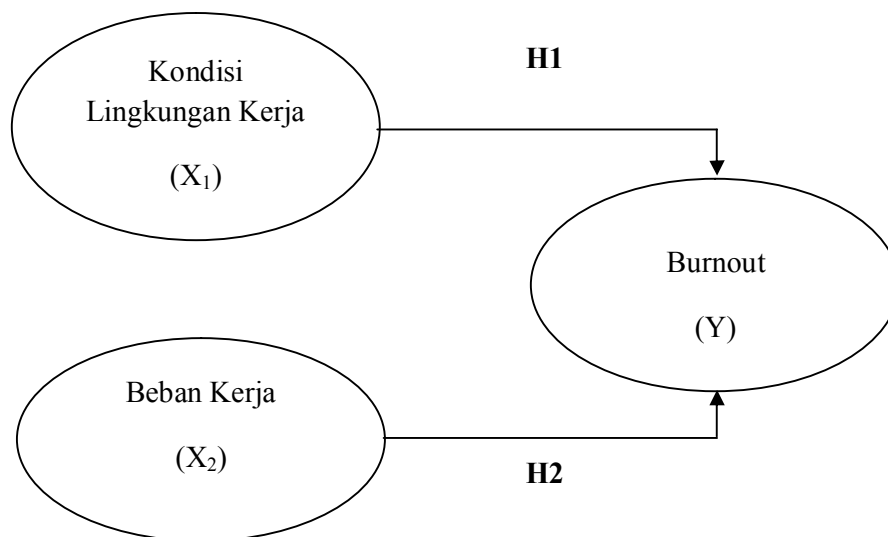 Kondisi
Lingkungan Kerja
(X₁)
H1
Burnout
(Y)
Beban Kerja
(X₂)
H2